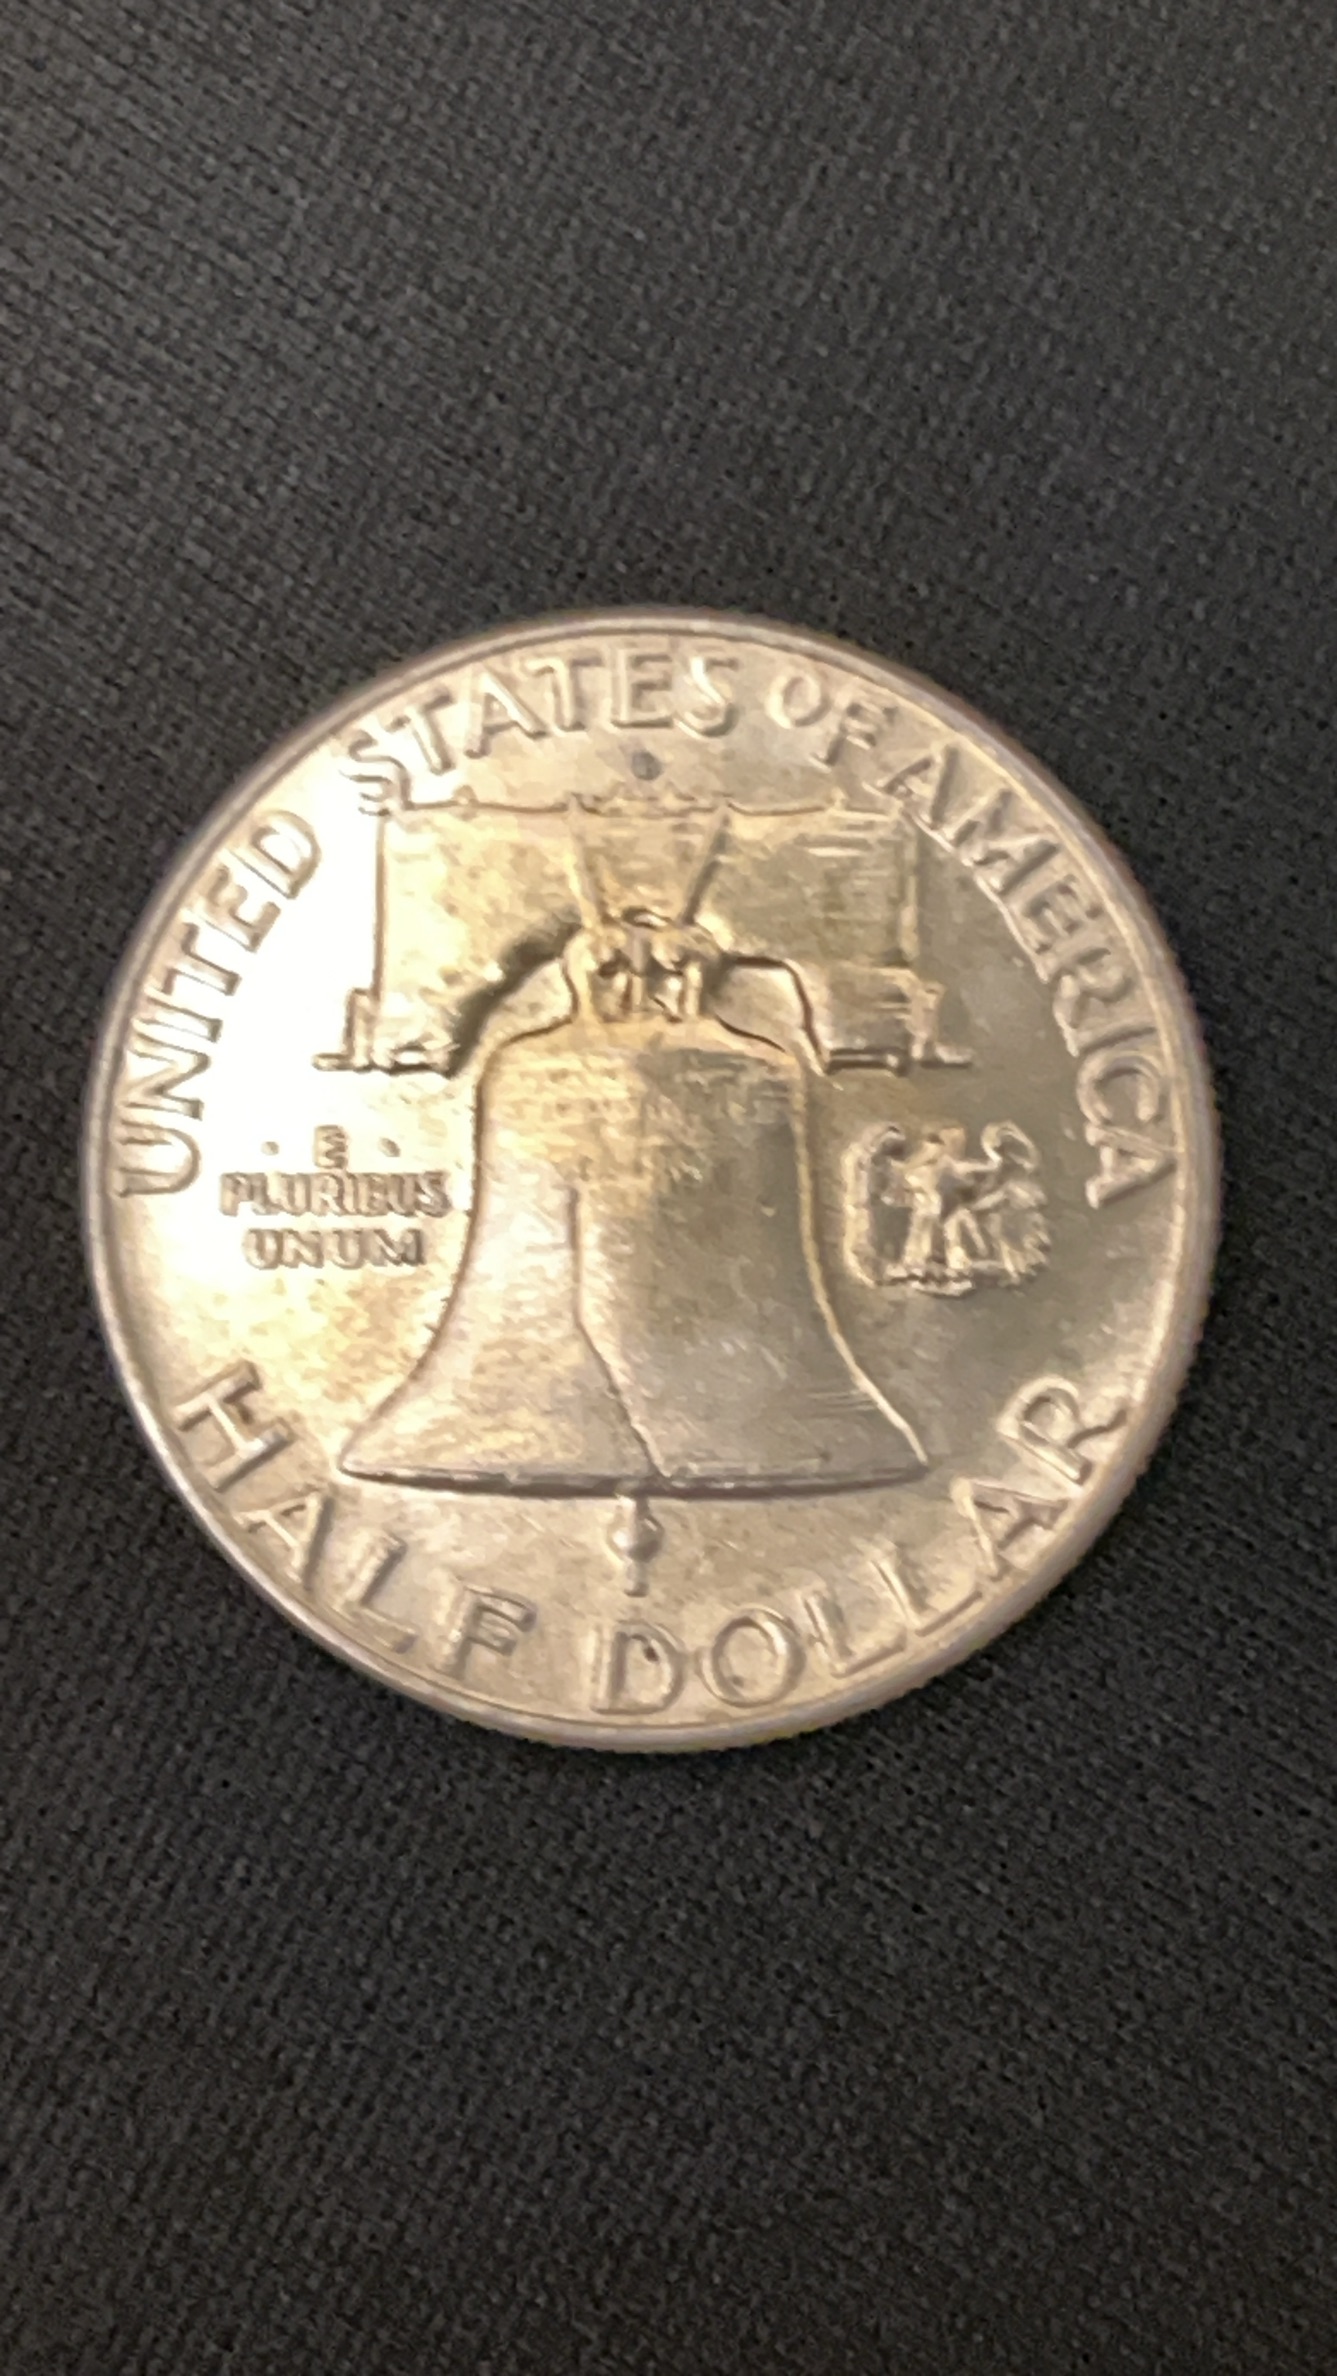 UNITED STATES OF AMERICA
· E ·
PLURIBUS
UNUM
HALF DOLLAR